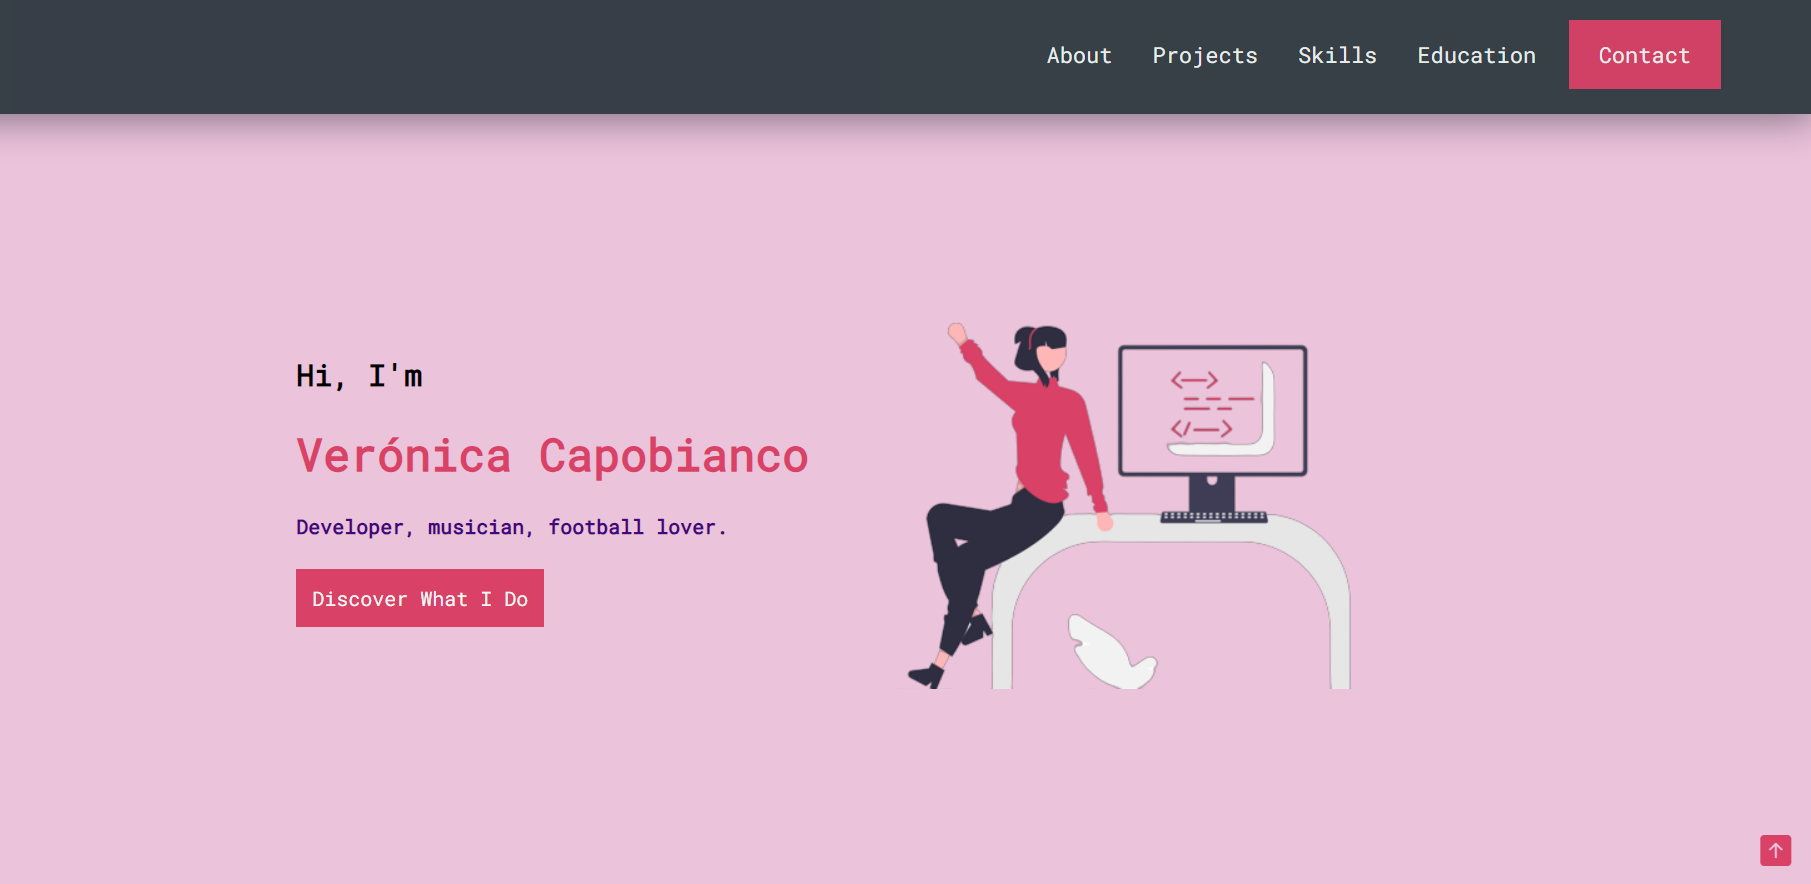 About Projects Skills Education Contact
Hi, I'm
Verónica Capobianco
Developer, musician, football lover.
Discover What I Do